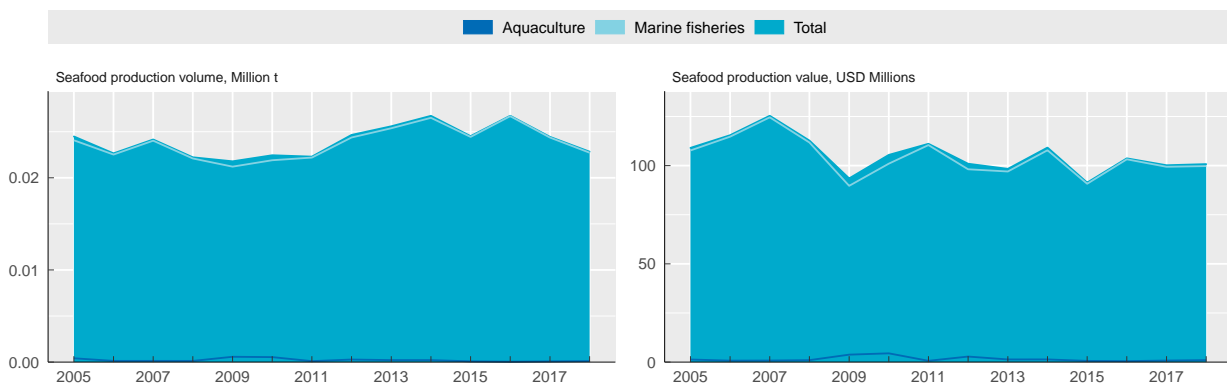 Aquaculture Marine fisheries Total
Seafood production volume, Million t
0.02
0.01
0.00
2005 2007 2009 2011 2013 2015 2017
Seafood production value, USD Millions
100
50
0
2005 2007 2009 2011 2013 2015 2017